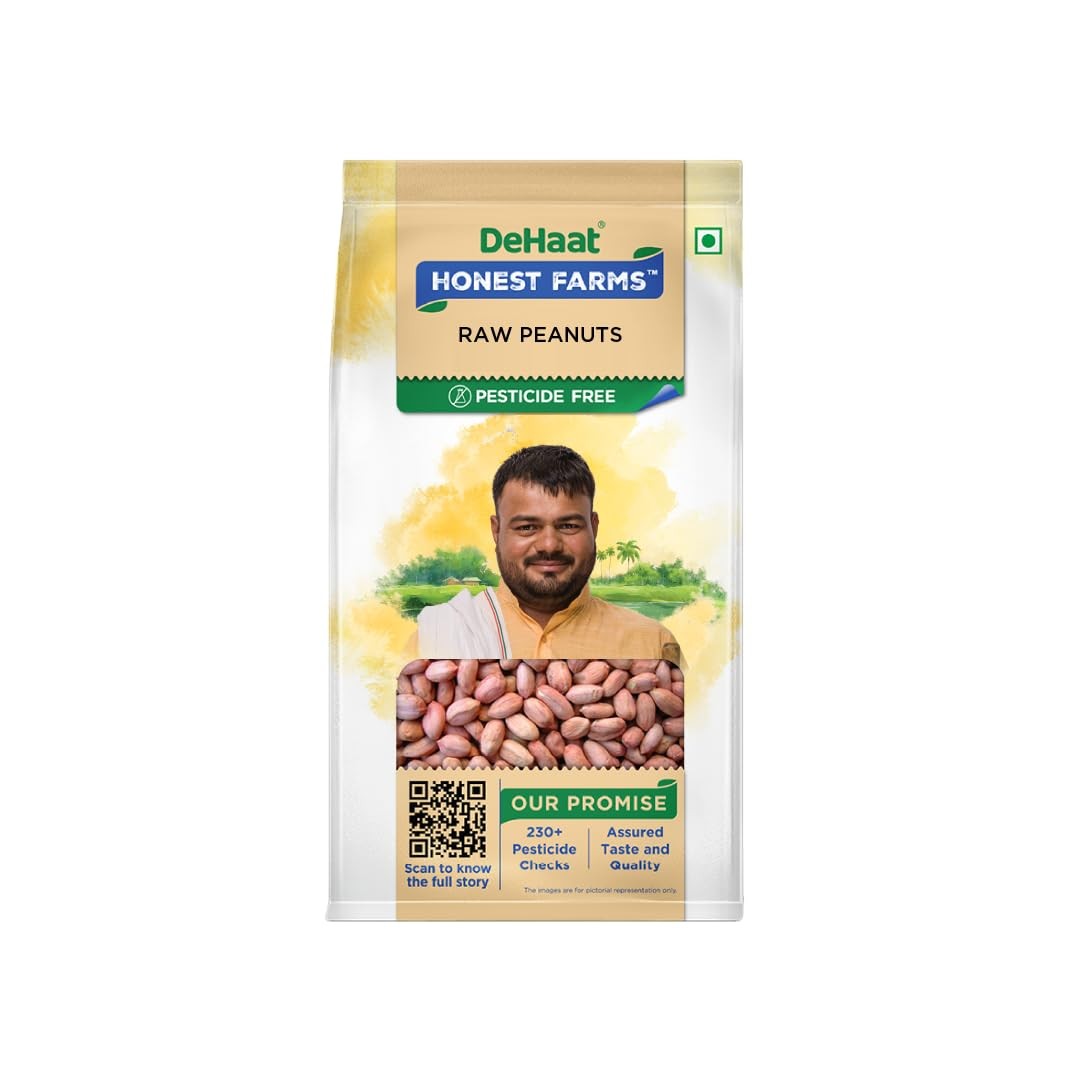 DeHaat®
HONEST FARMS™
RAW PEANUTS
PESTICIDE FREE
Scan to know
the full story
OUR PROMISE
230+
Pesticide
Checks
Assured
Taste and
Quality
The images are for pictorial representation only.